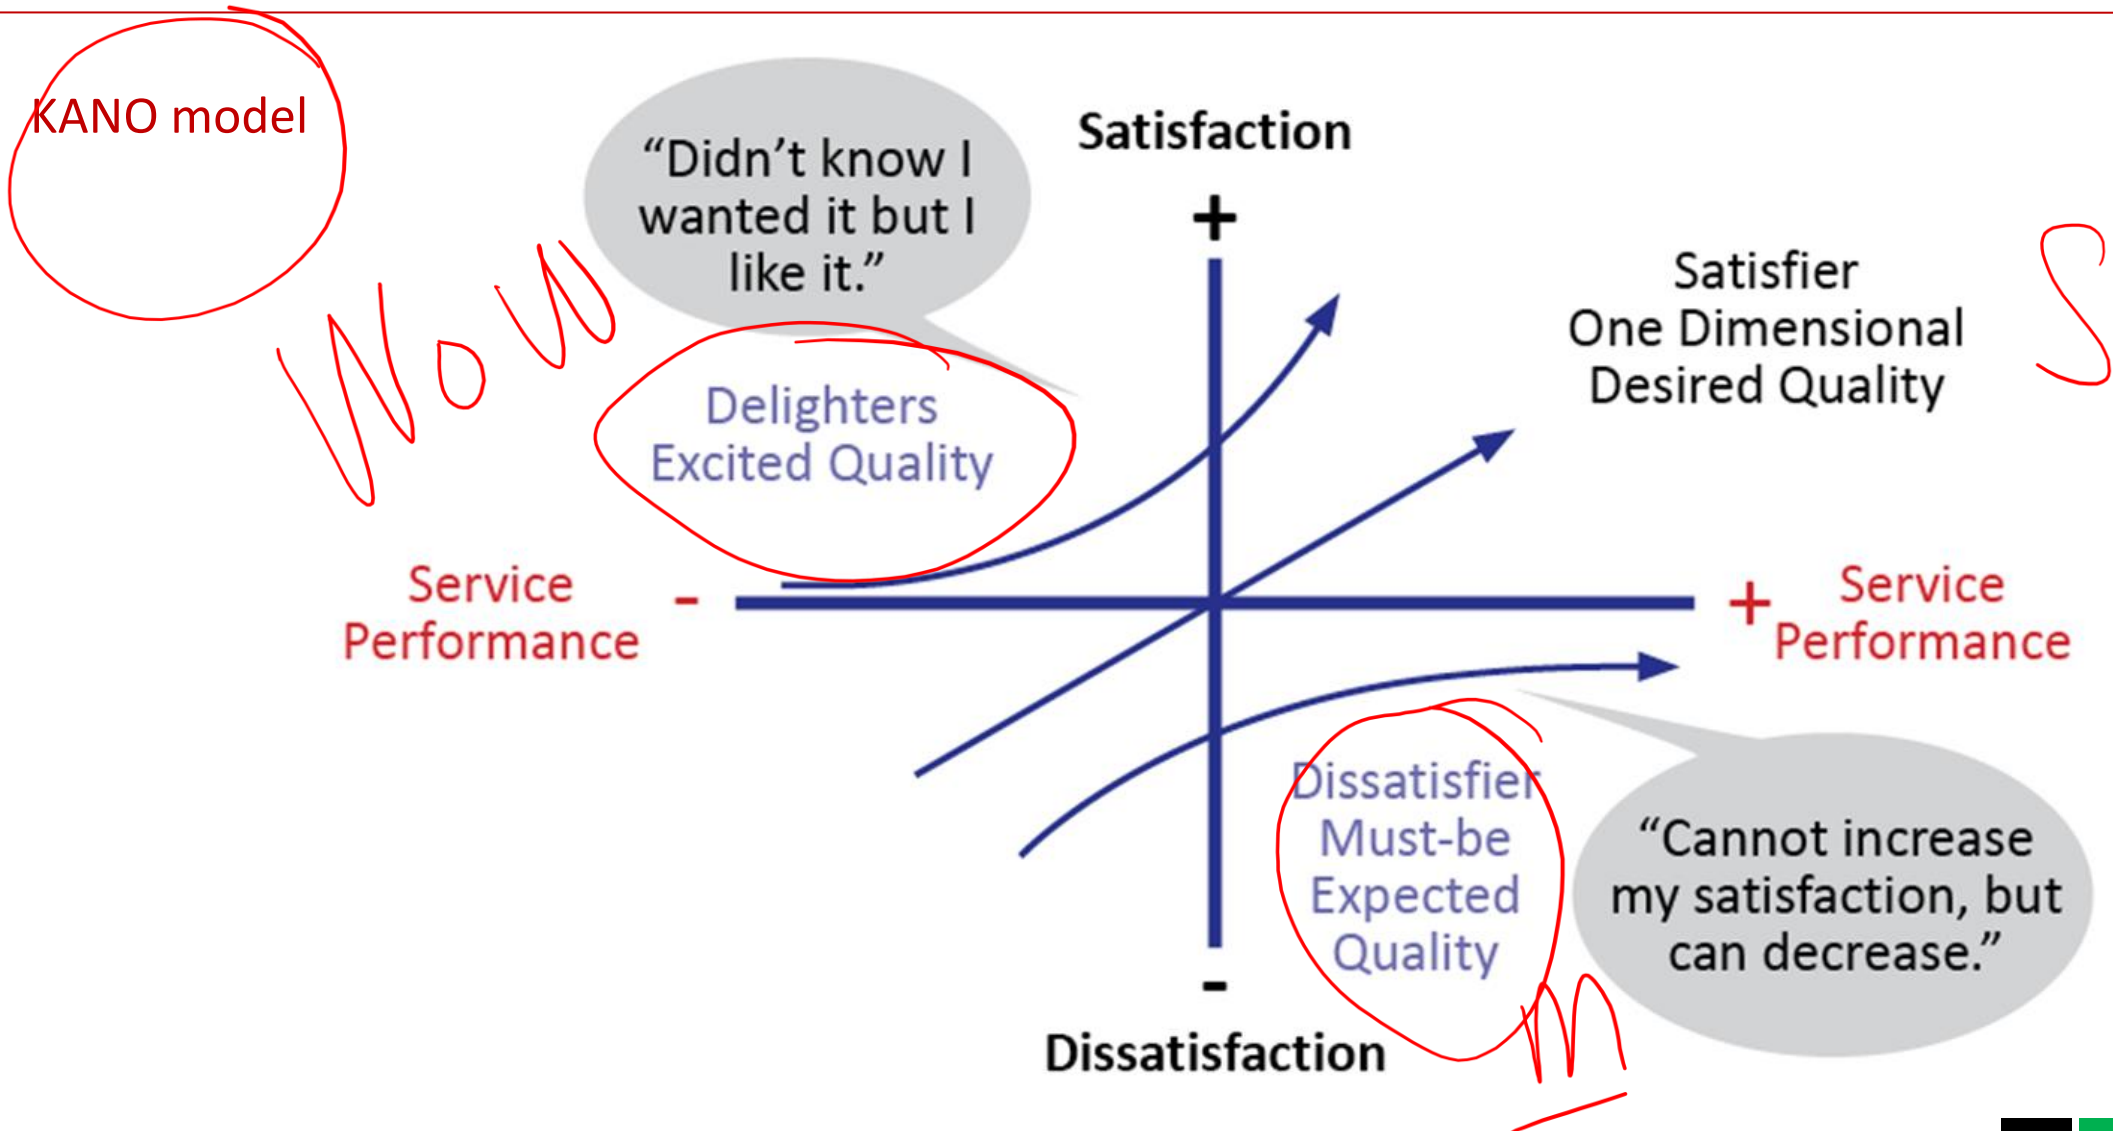 KANO model
“Didn’t know I
wanted it but I
like it.”
Satisfaction
+
Satisfier
One Dimensional
Desired Quality
S
WOW
Delighters
Excited Quality
Service
Performance
-
+
Service
Performance
Dissatisfier
Must-be
Expected
Quality
“Cannot increase
my satisfaction, but
can decrease.”
-
Dissatisfaction
m